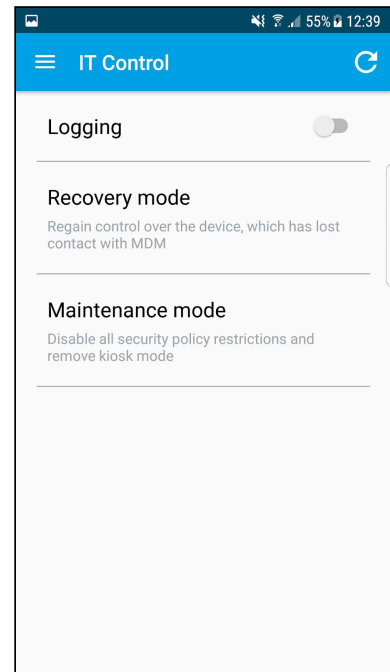 55% 12:39
IT Control
Logging
Recovery mode
Regain control over the device, which has lost
contact with MDM
Maintenance mode
Disable all security policy restrictions and
remove kiosk mode